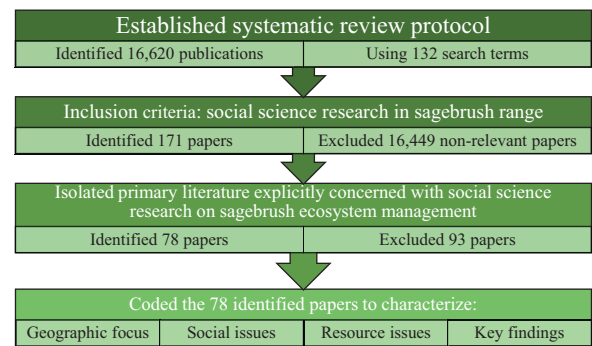 Established systematic review protocol
Identified 16,620 publications
Using 132 search terms
Inclusion criteria: social science research in sagebrush range
Identified 171 papers
Excluded 16,449 non-relevant papers
Isolated primary literature explicitly concerned with social science
research on sagebrush ecosystem management
Identified 78 papers
Excluded 93 papers
Coded the 78 identified papers to characterize:
Geographic focus
Social issues
Resource issues
Key findings